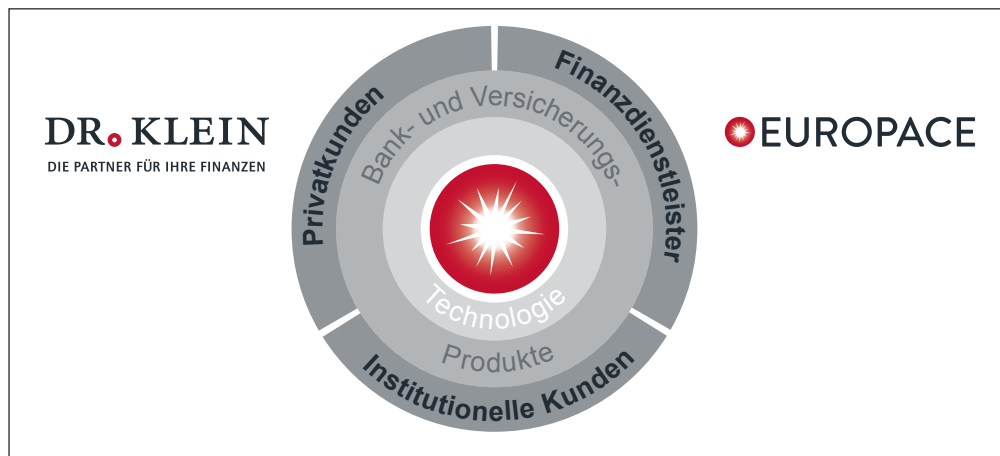 DR. KLEIN
DIE PARTNER FÜR IHRE FINANZEN
Privatkunden
Finanzdienstleister
Institutionelle Kunden
Bank- und Versicherungs-
Produkte
Technologie
EUROPACE